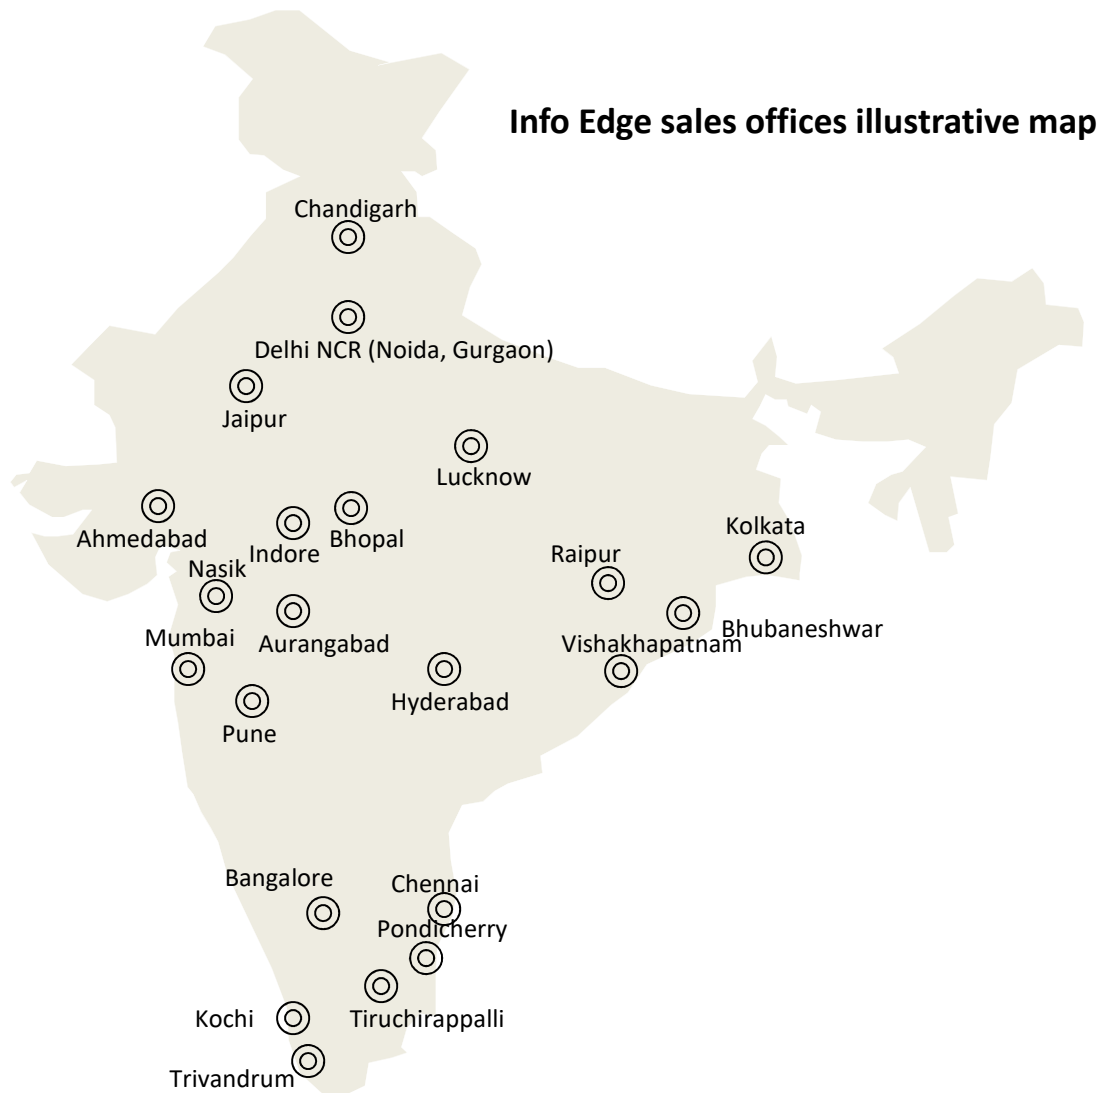 Info Edge sales offices illustrative map
Chandigarh
Delhi NCR (Noida, Gurgaon)
Jaipur
Lucknow
Ahmedabad
Indore
Bhopal
Kolkata
Raipur
Nasik
Mumbai
Aurangabad
Bhubaneshwar
Vishakhapatnam
Hyderabad
Pune
Bangalore
Chennai
Pondicherry
Kochi
Tiruchirappalli
Trivandrum